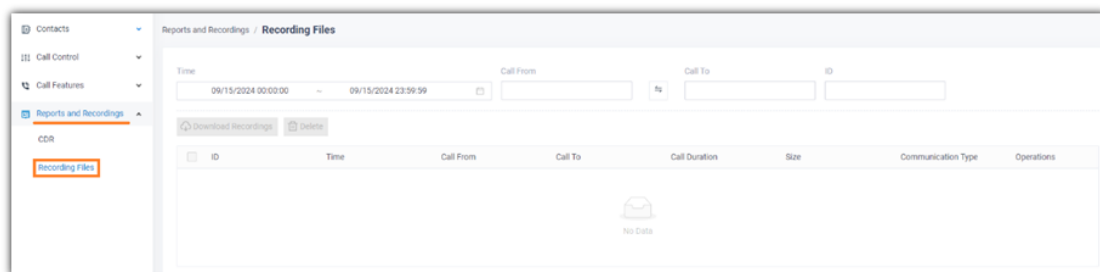 Contacts
Call Control
Call Features
Reports and Recordings
CDR
Recording Files
Reports and Recordings / Recording Files
Time Call From Call To ID
09/15/2024 00:00:00 ~ 09/15/2024 23:59:59
Download Recordings Delete
ID Time Call From Call To Call Duration Size Communication Type Operations
No Data